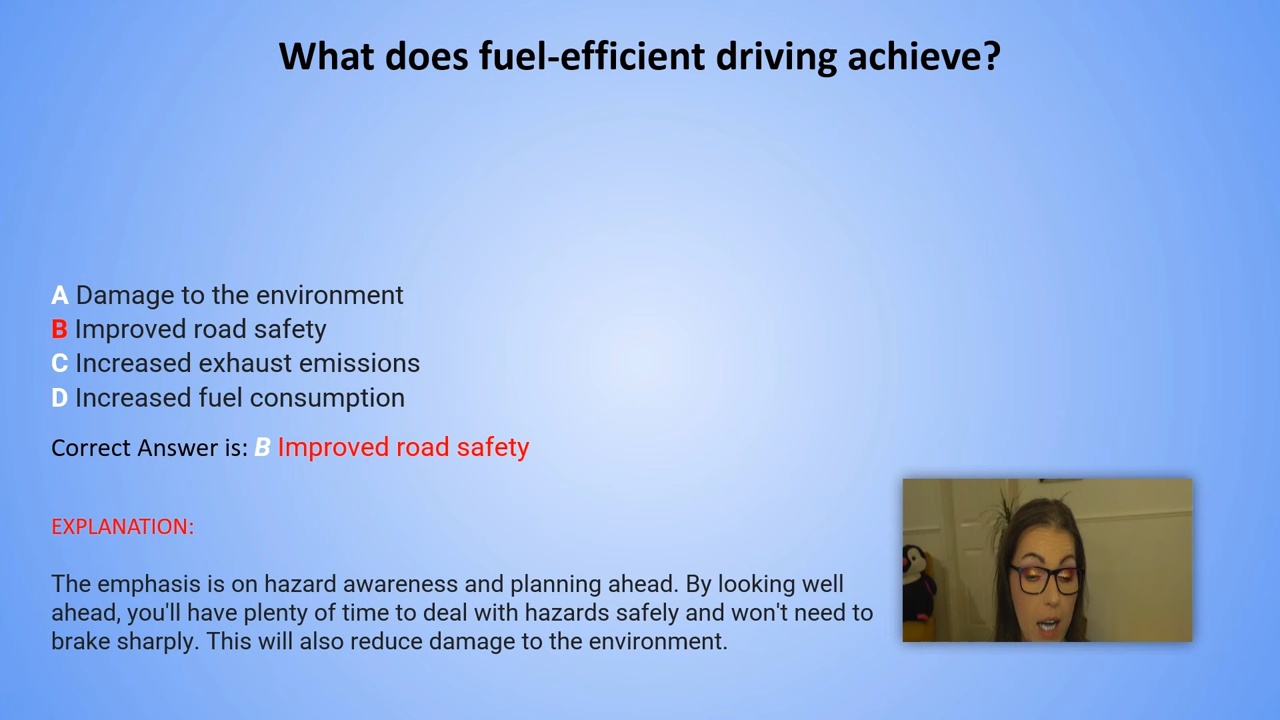 What does fuel-efficient driving achieve?
A Damage to the environment
B Improved road safety
C Increased exhaust emissions
D Increased fuel consumption
Correct Answer is: B Improved road safety
EXPLANATION:
The emphasis is on hazard awareness and planning ahead. By looking well
ahead, you'll have plenty of time to deal with hazards safely and won't need to
brake sharply. This will also reduce damage to the environment.